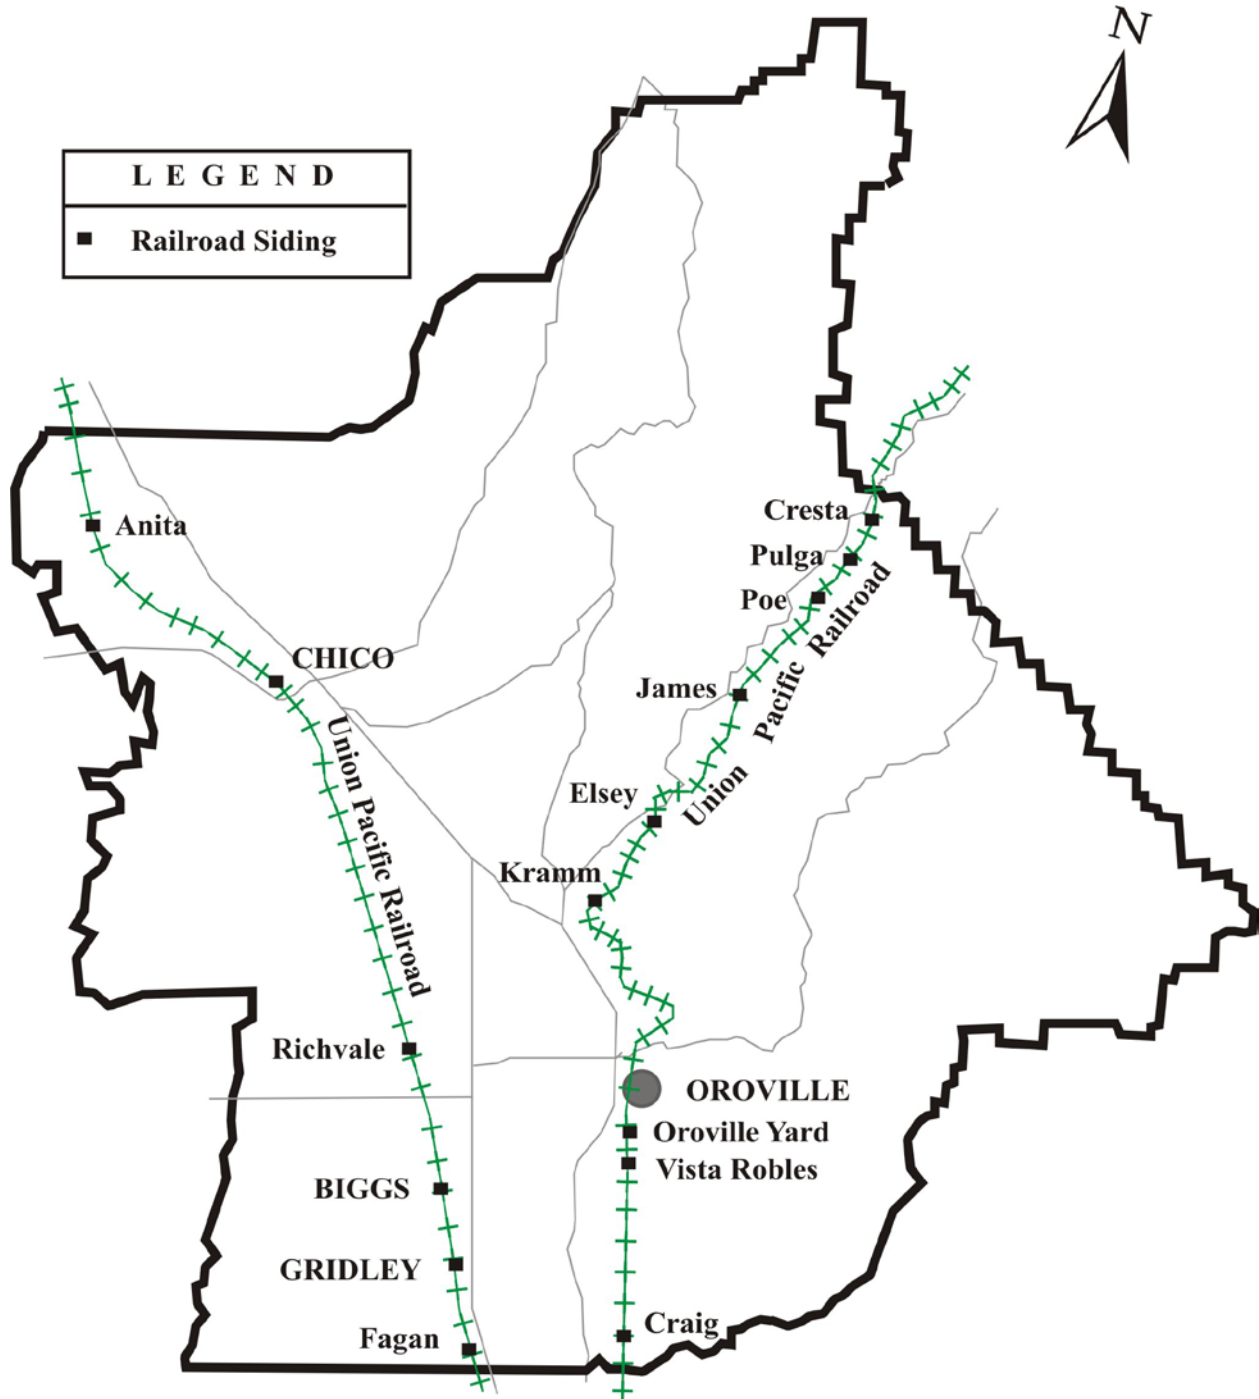 N
LEGEND
Railroad Siding
Anita
Cresta
Pulga
Poe
CHICO
James
Union Pacific Railroad
Union Pacific Railroad
Elsey
Kramm
Richvale
OROVILLE
Oroville Yard
Vista Robles
BIGGS
GRIDLEY
Craig
Fagan